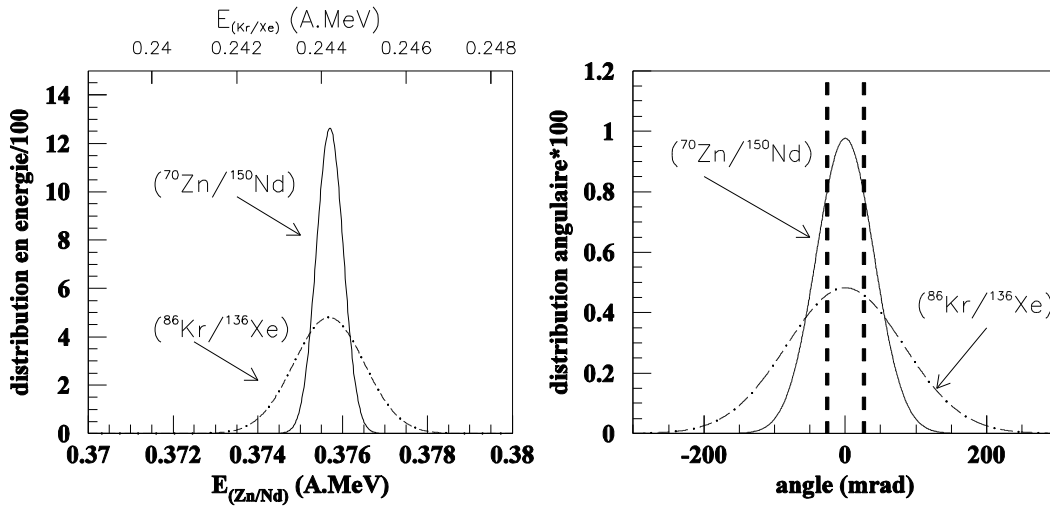 E(Kr/Xe) (A.MeV)
0.24 0.242 0.244 0.246 0.248
distribution en energie/100
14
12
10
8
6
4
2
0
(⁷⁰Zn/¹⁵⁰Nd)
(⁸⁶Kr/¹³⁶Xe)
0.37 0.372 0.374 0.376 0.378 0.38
E(Zn/Nd) (A.MeV)
distribution angulaire*100
1.2
1
0.8
0.6
0.4
0.2
0
(⁷⁰Zn/¹⁵⁰Nd)
(⁸⁶Kr/¹³⁶Xe)
-200 0 200
angle (mrad)